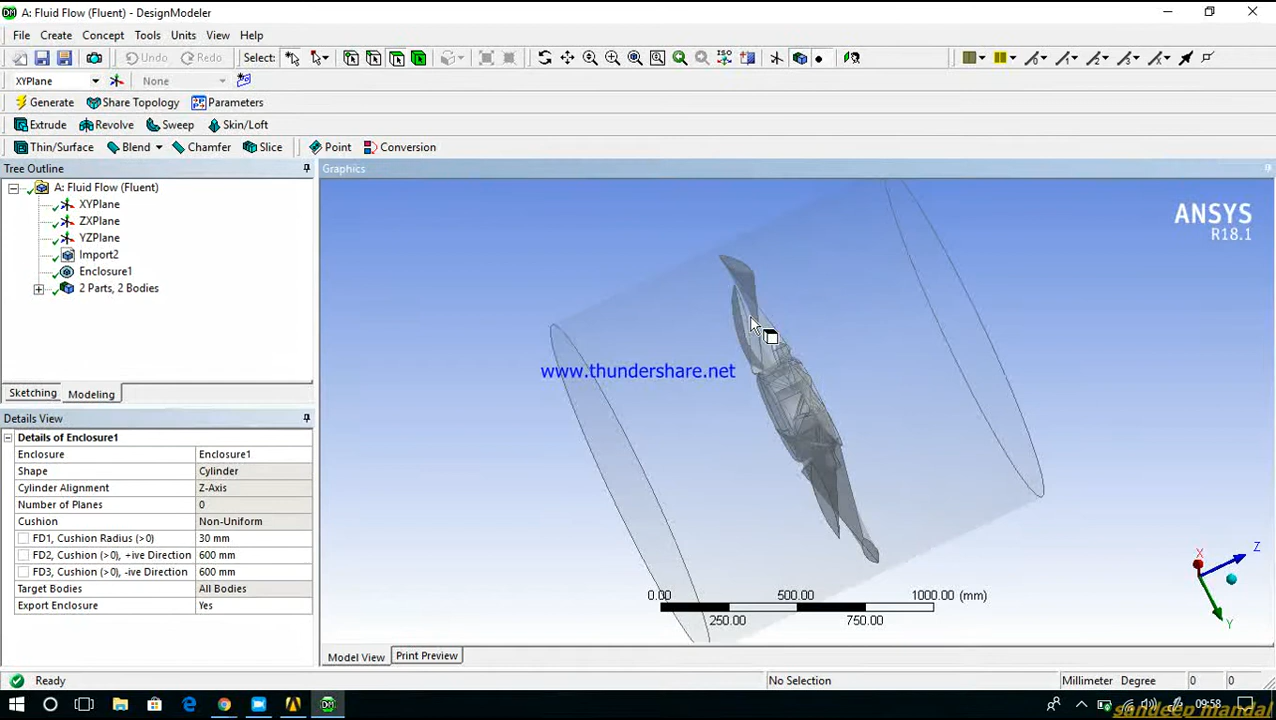 A: Fluid Flow (Fluent) - DesignModeler
File Create Concept Tools Units View Help
Undo Redo Select:
XYPlane None
Generate Share Topology Parameters
Extrude Revolve Sweep Skin/Loft
Thin/Surface Blend Chamfer Slice Point Conversion
Tree Outline
Graphics
A: Fluid Flow (Fluent)
XYPlane
ZXPlane
YZPlane
Import2
Enclosure1
2 Parts, 2 Bodies
ANSYS
R18.1
www.thundershare.net
Sketching Modeling
Details View
Details of Enclosure1
Enclosure Enclosure1
Shape Cylinder
Cylinder Alignment Z-Axis
Number of Planes 0
Cushion Non-Uniform
FD1, Cushion Radius (>0) 30 mm
FD2, Cushion (>0), +ive Direction 600 mm
FD3, Cushion (>0), -ive Direction 600 mm
Target Bodies All Bodies
Export Enclosure Yes
0.00 500.00 1000.00 (mm)
250.00 750.00
X Z Y
Model View Print Preview
Ready No Selection Millimeter Degree 0 0
09:58
sandeep mandal